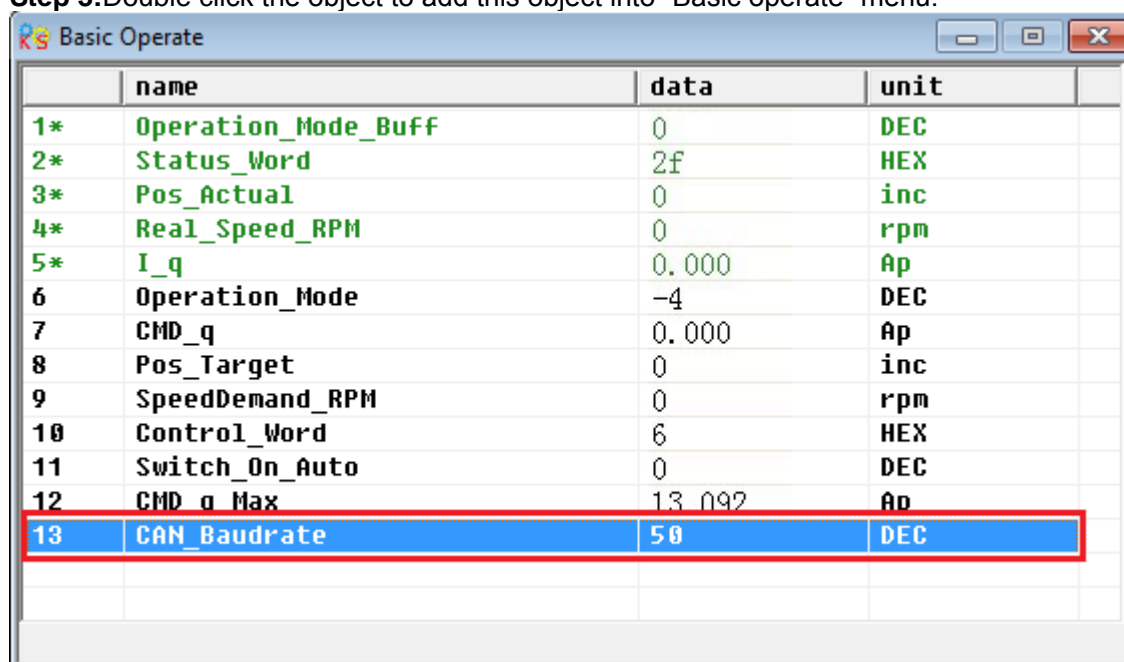 Step 3:Double click the object to add this object into "Basic operate" menu.
Basic Operate
name data unit
1* Operation_Mode_Buff 0 DEC
2* Status_Word 2f HEX
3* Pos_Actual 0 inc
4* Real_Speed_RPM 0 rpm
5* I_q 0.000 Ap
6 Operation_Mode -4 DEC
7 CMD_q 0.000 Ap
8 Pos_Target 0 inc
9 SpeedDemand_RPM 0 rpm
10 Control_Word 6 HEX
11 Switch_On_Auto 0 DEC
12 CMD_q_Max 13.092 Ap
13 CAN_Baudrate 50 DEC